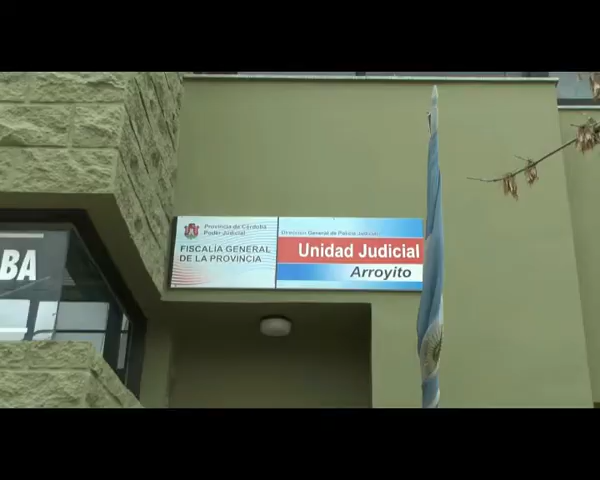 Provincia de Córdoba
Poder Judicial
FISCALÍA GENERAL
DE LA PROVINCIA
Dirección General de Policía Judicial
Unidad Judicial
Arroyito
BA